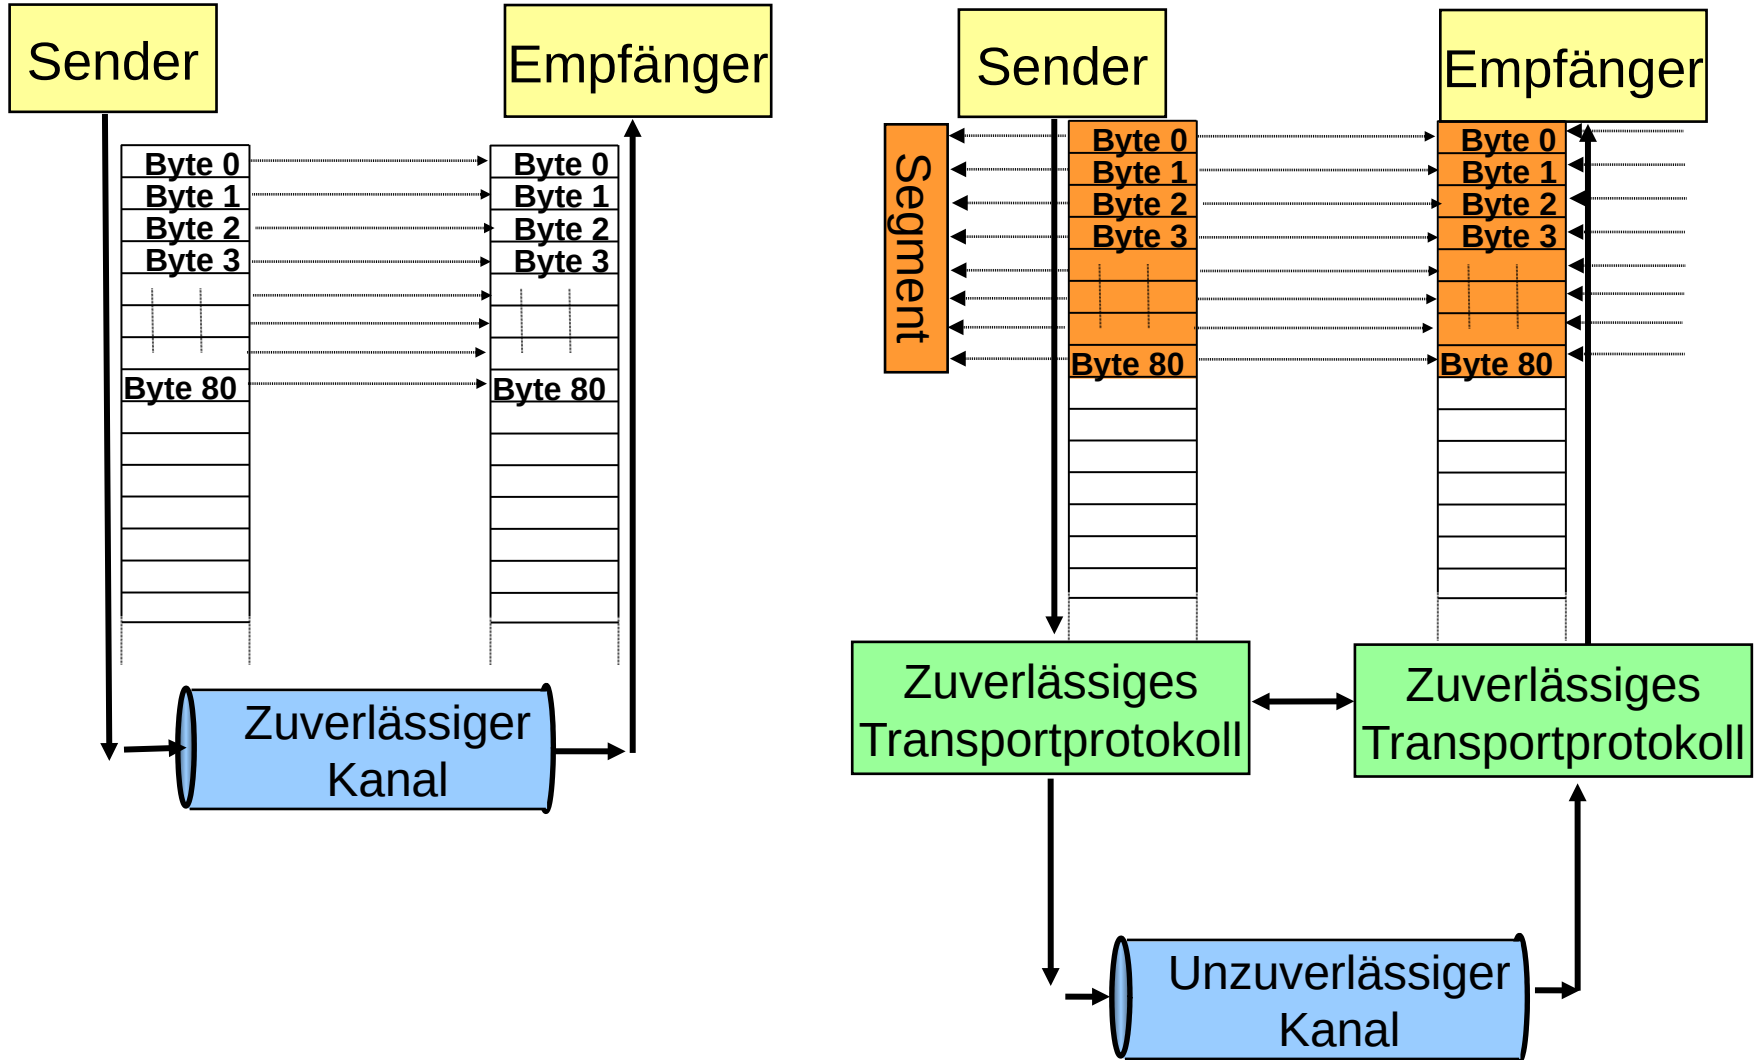 Sender
Empfänger
Byte 0
Byte 1
Byte 2
Byte 3
Byte 80
Byte 0
Byte 1
Byte 2
Byte 3
Byte 80
Zuverlässiger
Kanal
Sender
Empfänger
Segment
Byte 0
Byte 1
Byte 2
Byte 3
Byte 80
Byte 0
Byte 1
Byte 2
Byte 3
Byte 80
Zuverlässiges
Transportprotokoll
Zuverlässiges
Transportprotokoll
Unzuverlässiger
Kanal